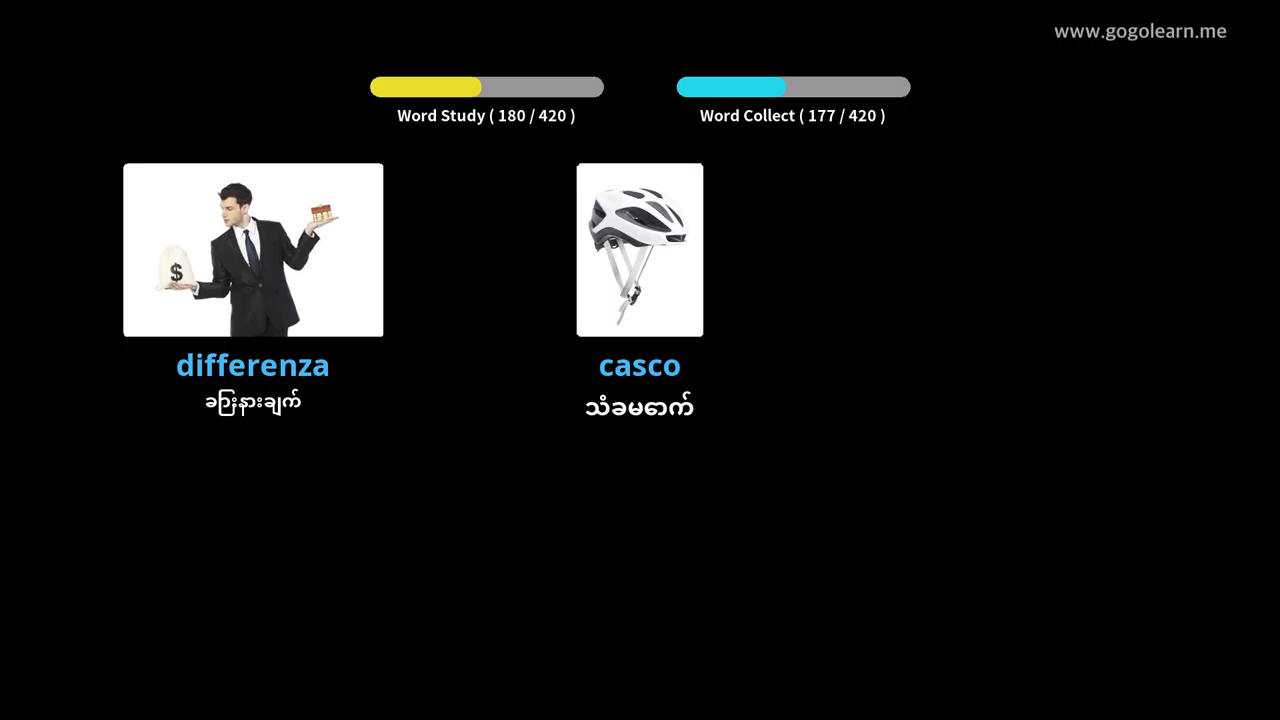 www.gogolearn.me
Word Study ( 180 / 420 )
Word Collect ( 177 / 420 )
$
differenza
ခြားနားချက်
casco
သံခမောက်